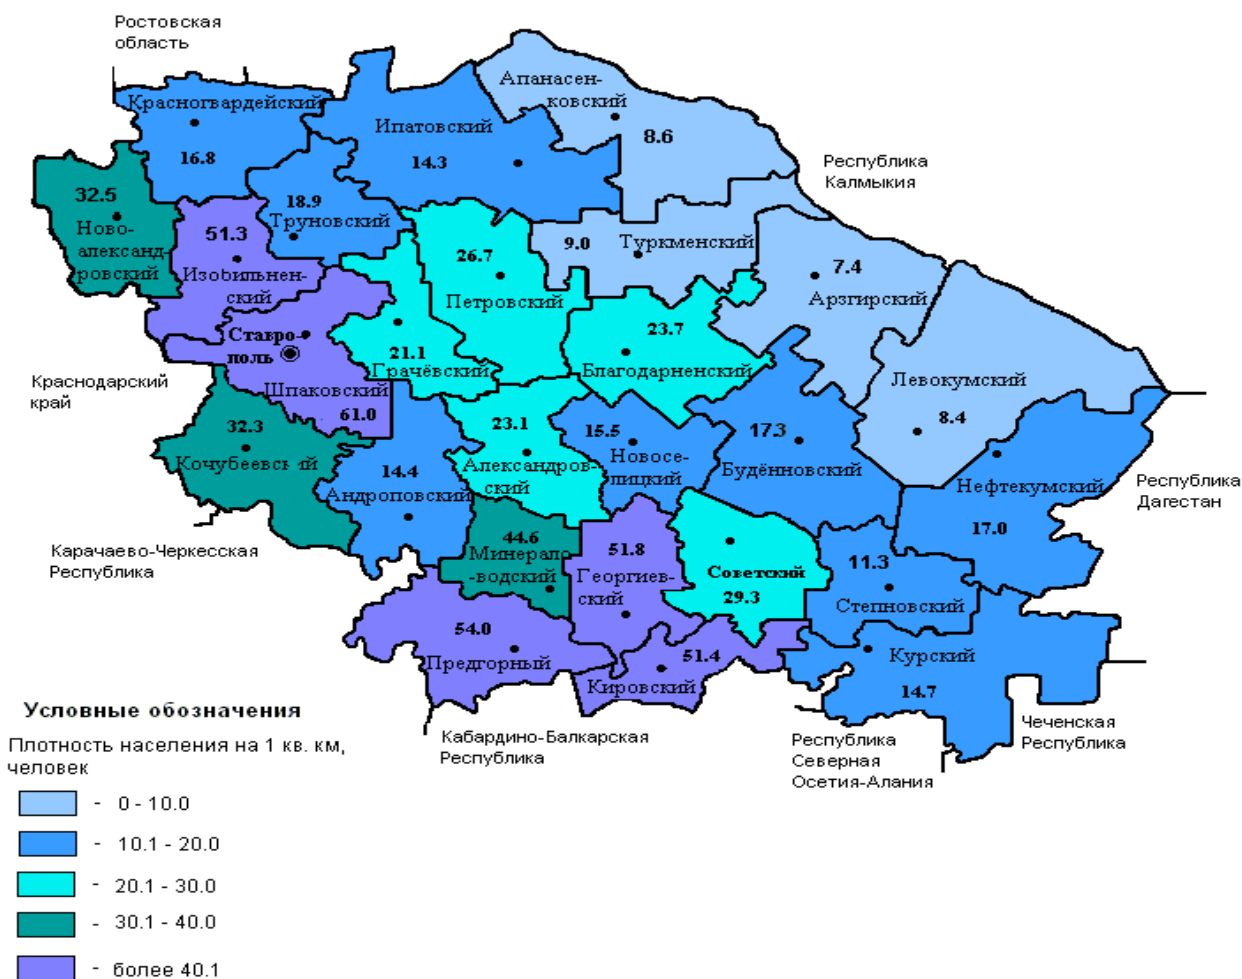 Ростовская
область
Апанасен-
ковский
8.6
Красногвардейский
16.8
Ипатовский
14.3
Республика
Калмыкия
32.5
Ново-
александ-
ровский
18.9
Труновский
51.3
Изобильнен-
ский
26.7
Петровский
9.0
Туркменский
7.4
Арзгирский
Ставро-
поль
Шпаковский
61.0
21.1
Грачёвский
23.7
Благодарненский
Левокумский
8.4
Краснодарский
край
32.3
Кочубеевс
й
14.4
Андроповский
23.1
Александров-
ский
15.5
Новосе-
лицкий
17.3
Будённовский
Нефтекумский
17.0
Республика
Дагестан
Карачаево-Черкесская
Республика
44.6
Минерало
-водский
51.8
Георгиев-
ский
Советский
29.3
11.3
Степновский
54.0
Предгорный
51.4
Кировский
Курский
14.7
Кабардино-Балкарская
Республика
Республика
Северная
Осетия-Алания
Чеченская
Республика
Условные обозначения
Плотность населения на 1 кв. км,
человек
- 0 - 10.0
- 10.1 - 20.0
- 20.1 - 30.0
- 30.1 - 40.0
- более 40.1